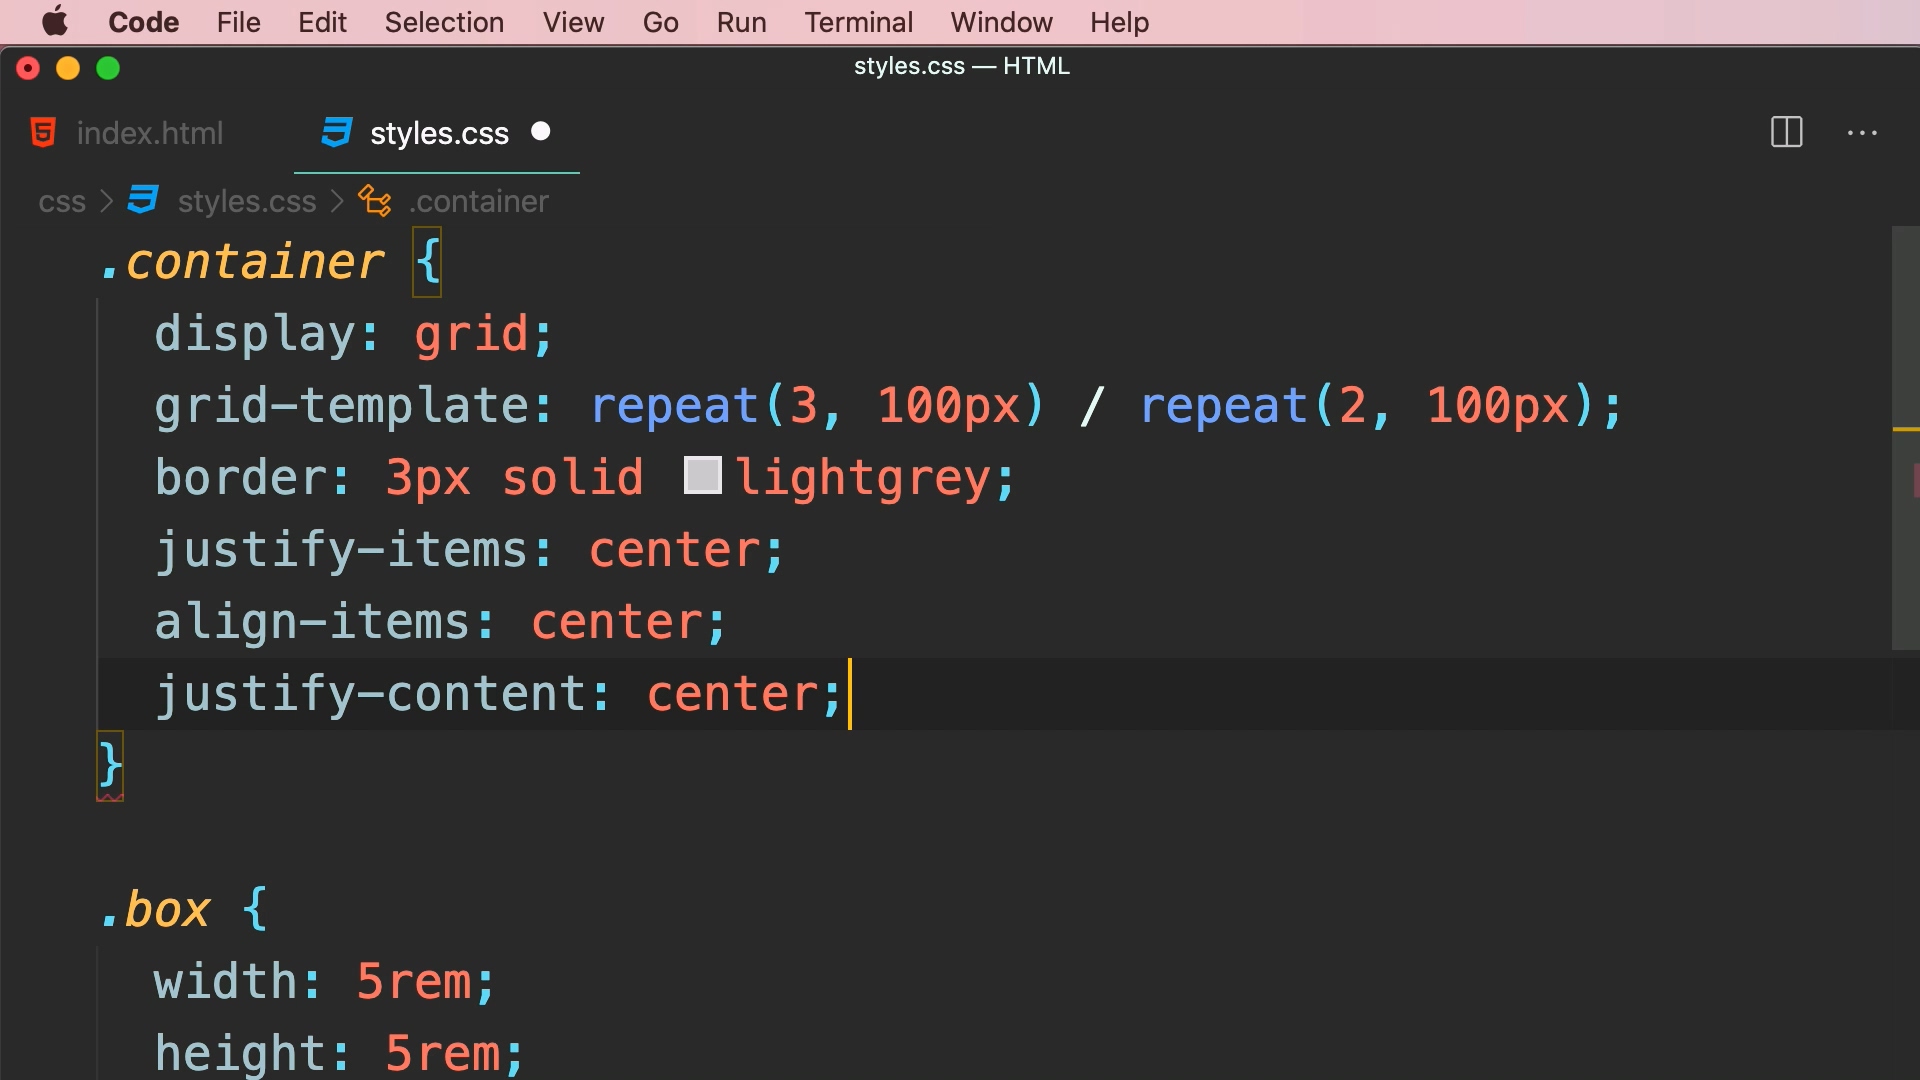 Code File Edit Selection View Go Run Terminal Window Help
styles.css — HTML
index.html styles.css
css > styles.css > .container
.container {
display: grid;
grid-template: repeat(3, 100px) / repeat(2, 100px);
border: 3px solid lightgrey;
justify-items: center;
align-items: center;
justify-content: center;
}
.box {
width: 5rem;
height: 5rem;